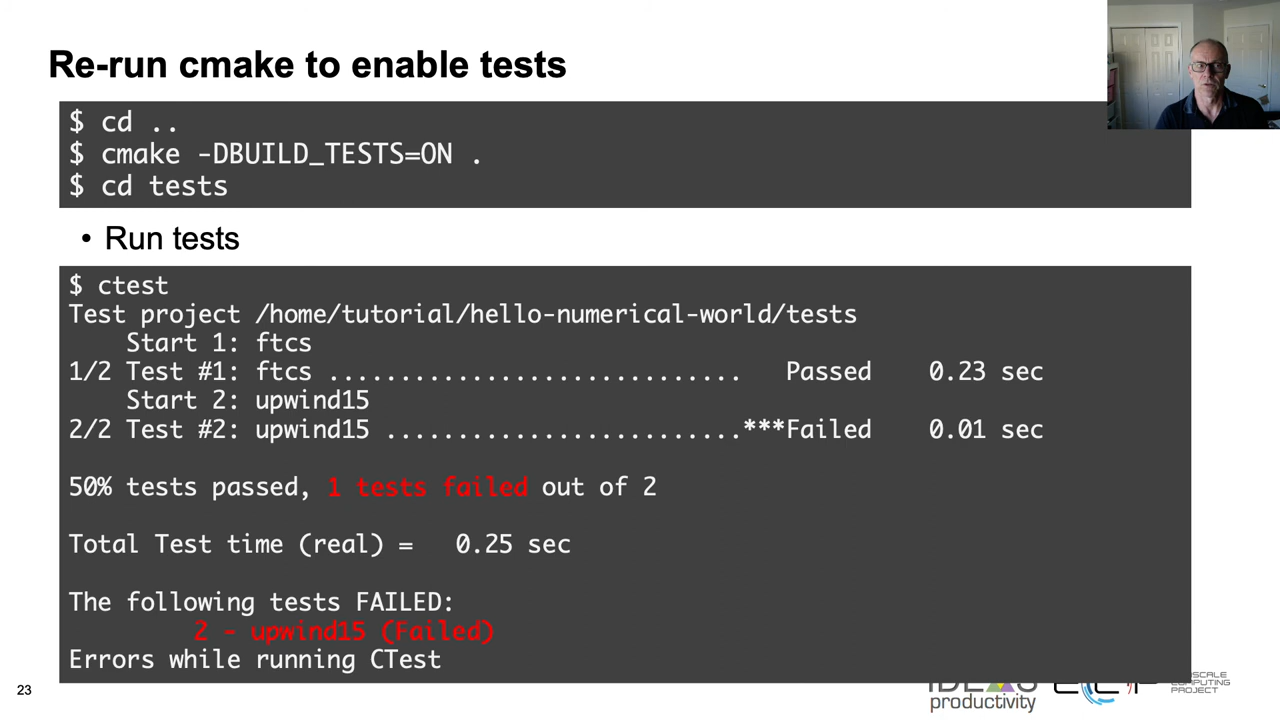 Re-run cmake to enable tests
$ cd ..
$ cmake -DBUILD_TESTS=ON .
$ cd tests
• Run tests
$ ctest
Test project /home/tutorial/hello-numerical-world/tests
Start 1: ftcs
1/2 Test #1: ftcs ............................. Passed 0.23 sec
Start 2: upwind15
2/2 Test #2: upwind15 .........................***Failed 0.01 sec
50% tests passed, 1 tests failed out of 2
Total Test time (real) = 0.25 sec
The following tests FAILED:
2 - upwind15 (Failed)
Errors while running CTest
23
productivity
COMPUTING
PROJECT